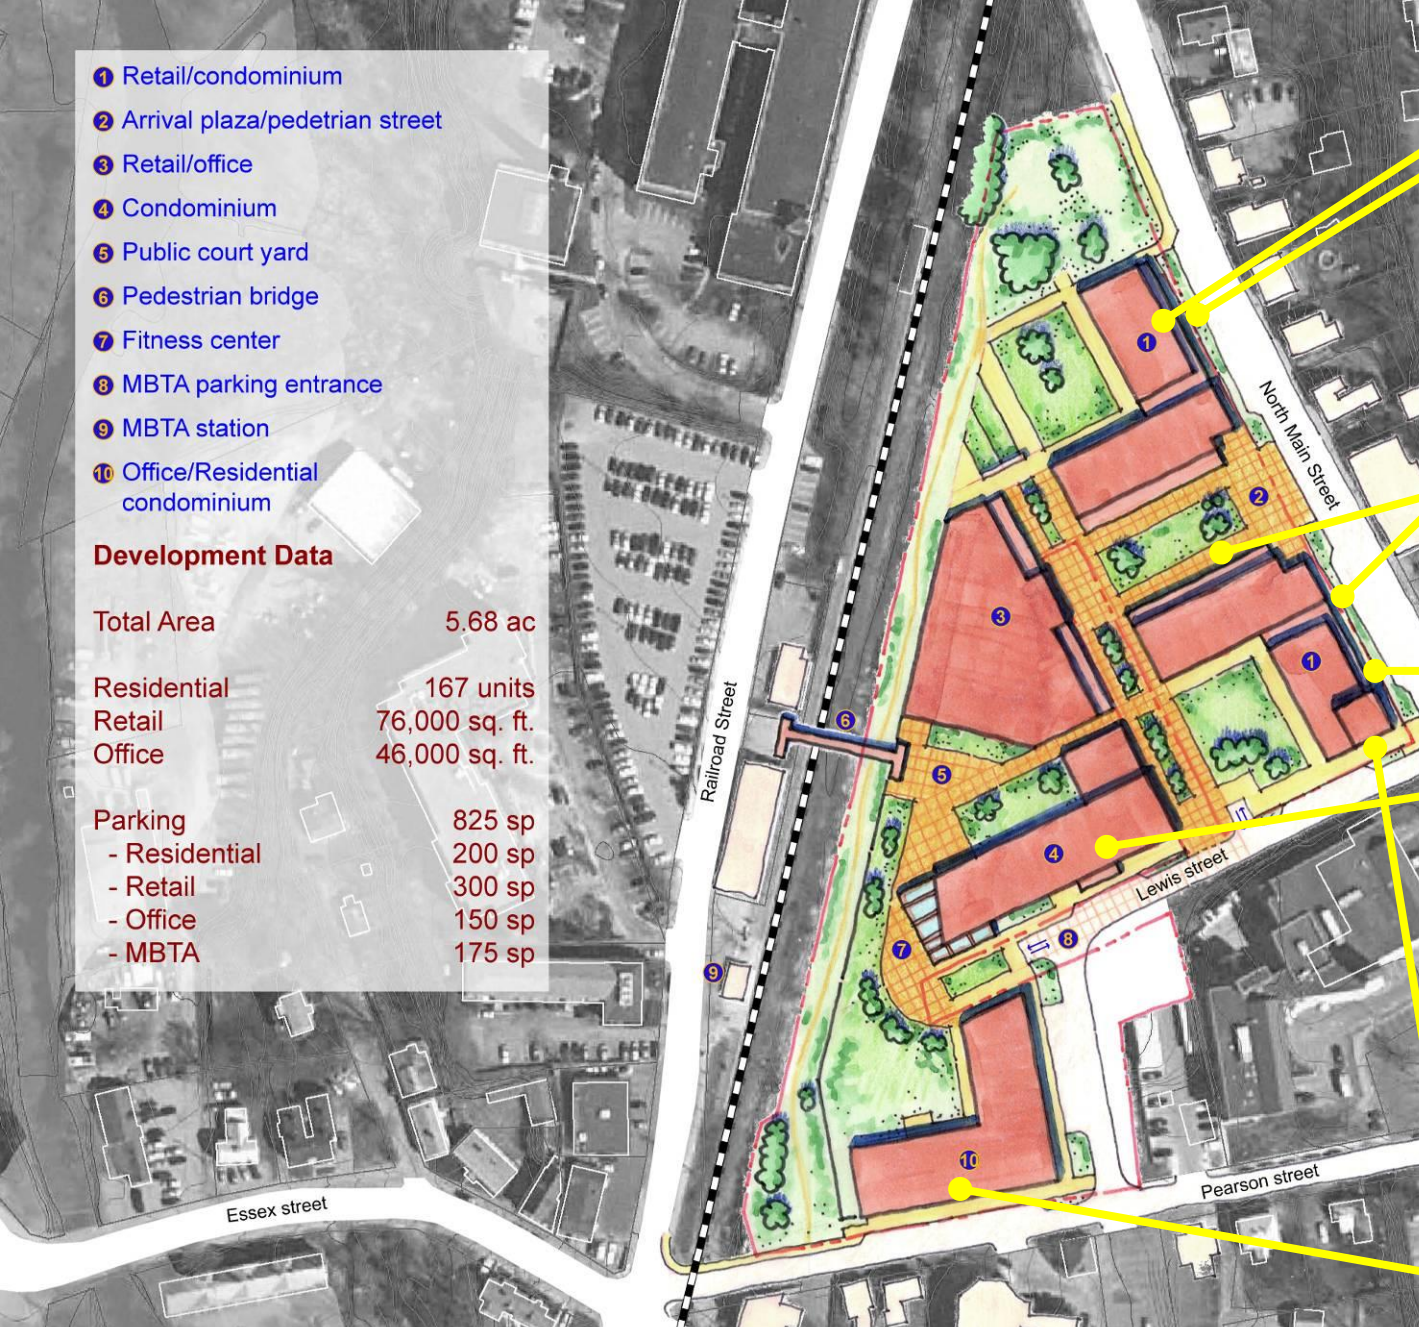 1 Retail/condominium
2 Arrival plaza/pedetrian street
3 Retail/office
4 Condominium
5 Public court yard
6 Pedestrian bridge
7 Fitness center
8 MBTA parking entrance
9 MBTA station
10 Office/Residential
condominium
Development Data
Total Area 5.68 ac
Residential 167 units
Retail 76,000 sq. ft.
Office 46,000 sq. ft.
Parking 825 sp
- Residential 200 sp
- Retail 300 sp
- Office 150 sp
- MBTA 175 sp
1
North Main Street
2
3
1
6
Railroad Street
5
4
Lewis street
8
7
9
10
Pearson street
Essex street